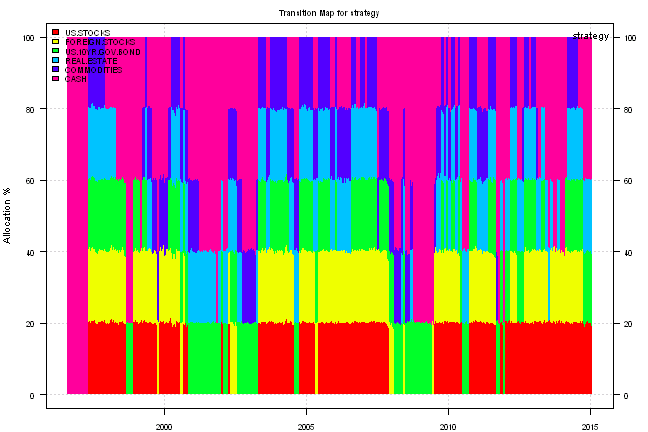 Transition Map for strategy
strategy
US.STOCKS
FOREIGN.STOCKS
US.10YR.GOV.BOND
REAL.ESTATE
COMMODITIES
CASH
Allocation %
100
80
60
40
20
0
100
80
60
40
20
0
2000
2005
2010
2015